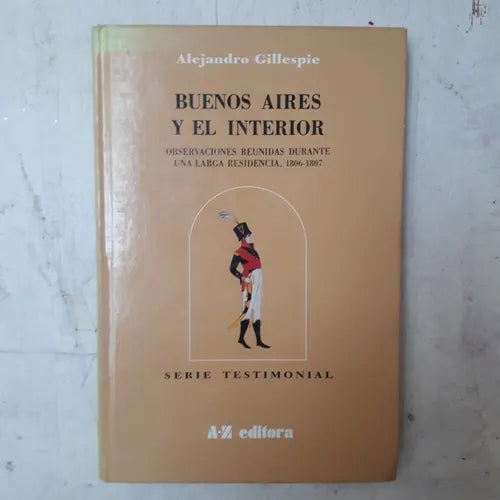 Alejandro Gillespie
BUENOS AIRES
Y EL INTERIOR
OBSERVACIONES REUNIDAS DURANTE
UNA LARGA RESIDENCIA, 1806-1807
SERIE TESTIMONIAL
A·Z editora